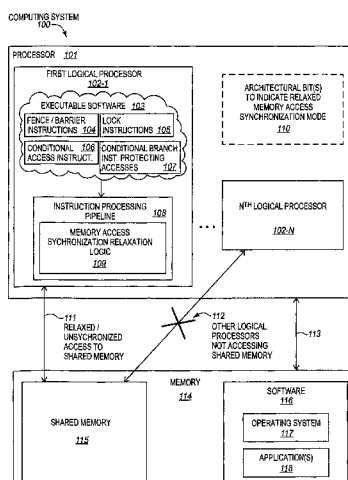 COMPUTING SYSTEM
100
PROCESSOR 101
FIRST LOGICAL PROCESSOR
102-1
EXECUTABLE SOFTWARE 103
FENCE / BARRIER
INSTRUCTIONS 104
LOCK
INSTRUCTIONS 105
CONDITIONAL 106
ACCESS INSTRUCT.
CONDITIONAL BRANCH
INST. PROTECTING
ACCESSES
107
INSTRUCTION PROCESSING
PIPELINE 108
MEMORY ACCESS
SYCHRONIZATION RELAXATION
LOGIC
109
ARCHITECTURAL BIT(S)
TO INDICATE RELAXED
MEMORY ACCESS
SYNCHRONIZATION MODE
110
...
NTH LOGICAL PROCESSOR
102-N
111
RELAXED /
UNSYCHRONIZED
ACCESS TO
SHARED MEMORY
112
OTHER LOGICAL
PROCESSORS
NOT ACCESSING
SHARED MEMORY
113
MEMORY
114
SHARED MEMORY
115
SOFTWARE
116
OPERATING SYSTEM
117
APPLICATION(S)
118